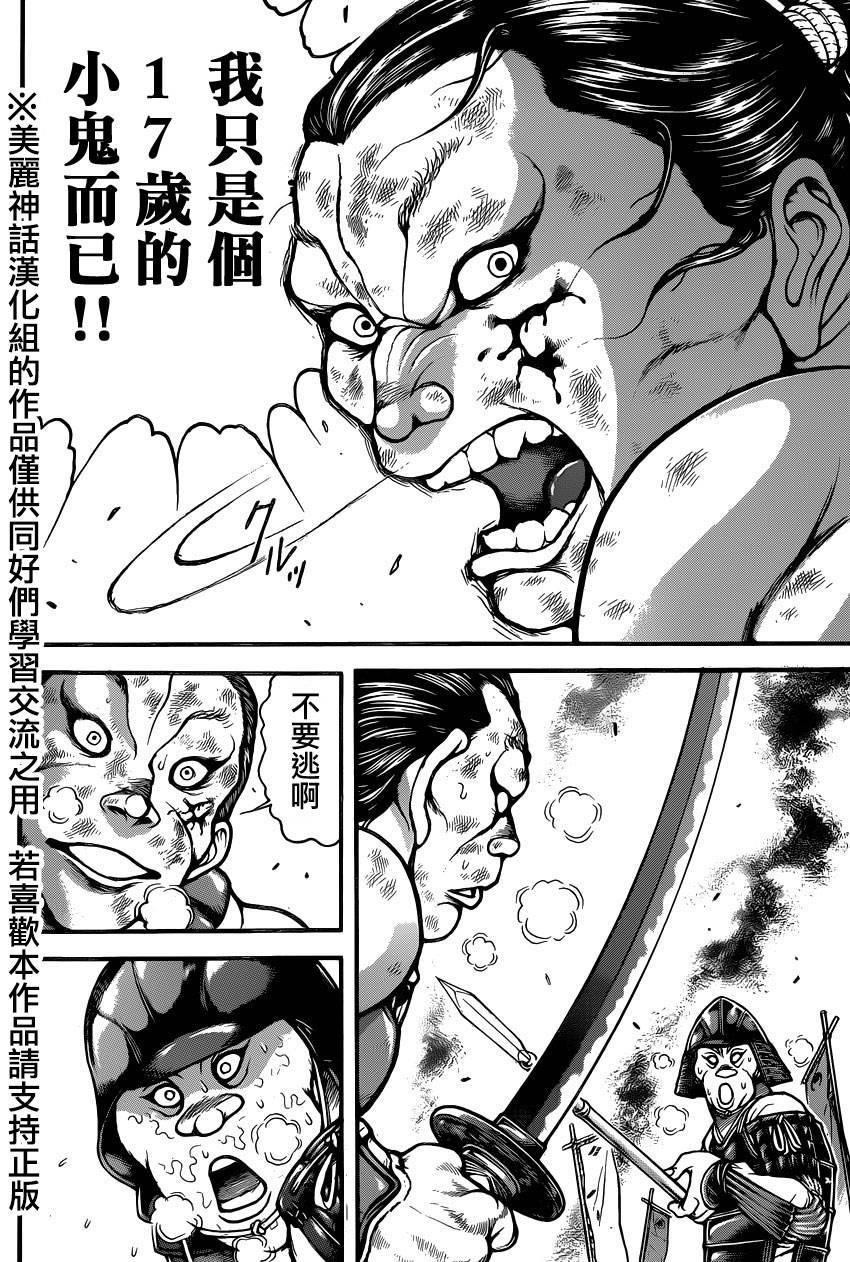 我只是個
17歲的
小鬼而已!!
クルッ
不要逃啊
※美麗神話漢化組的作品僅供同好們學習交流之用 若喜歡本作品請支持正版